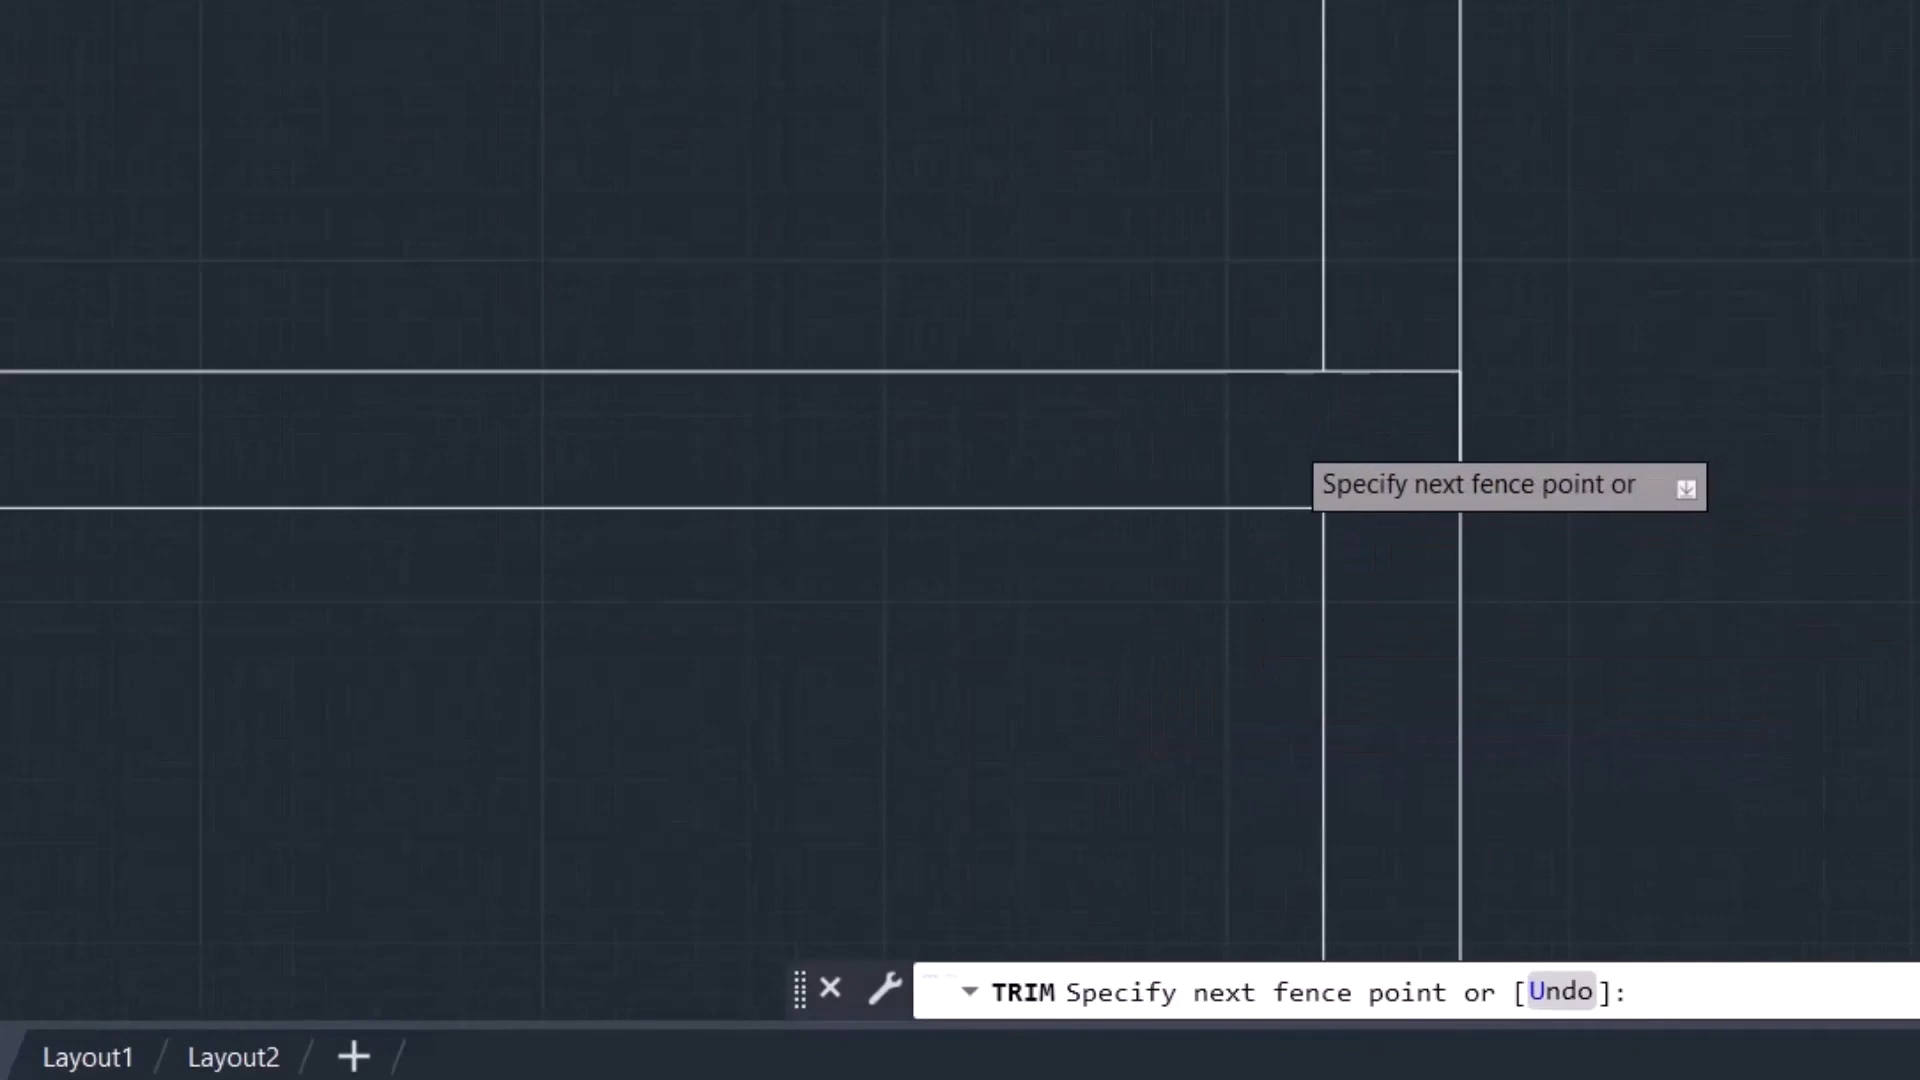 Specify next fence point or
TRIM Specify next fence point or [Undo]:
Layout1 / Layout2 / + /